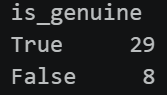 is_genuine
True 29
False 8